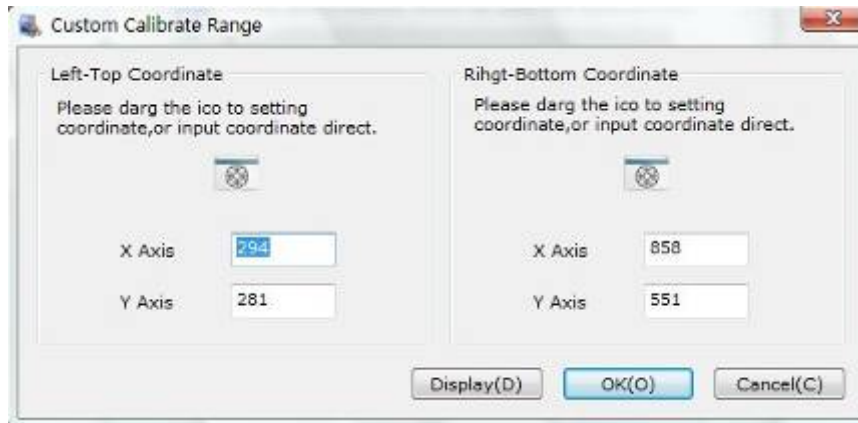 Custom Calibrate Range
Left-Top Coordinate
Please darg the ico to setting
coordinate,or input coordinate direct.
X Axis 294
Y Axis 281
Rihgt-Bottom Coordinate
Please darg the ico to setting
coordinate,or input coordinate direct.
X Axis 858
Y Axis 551
Display(D) OK(O) Cancel(C)